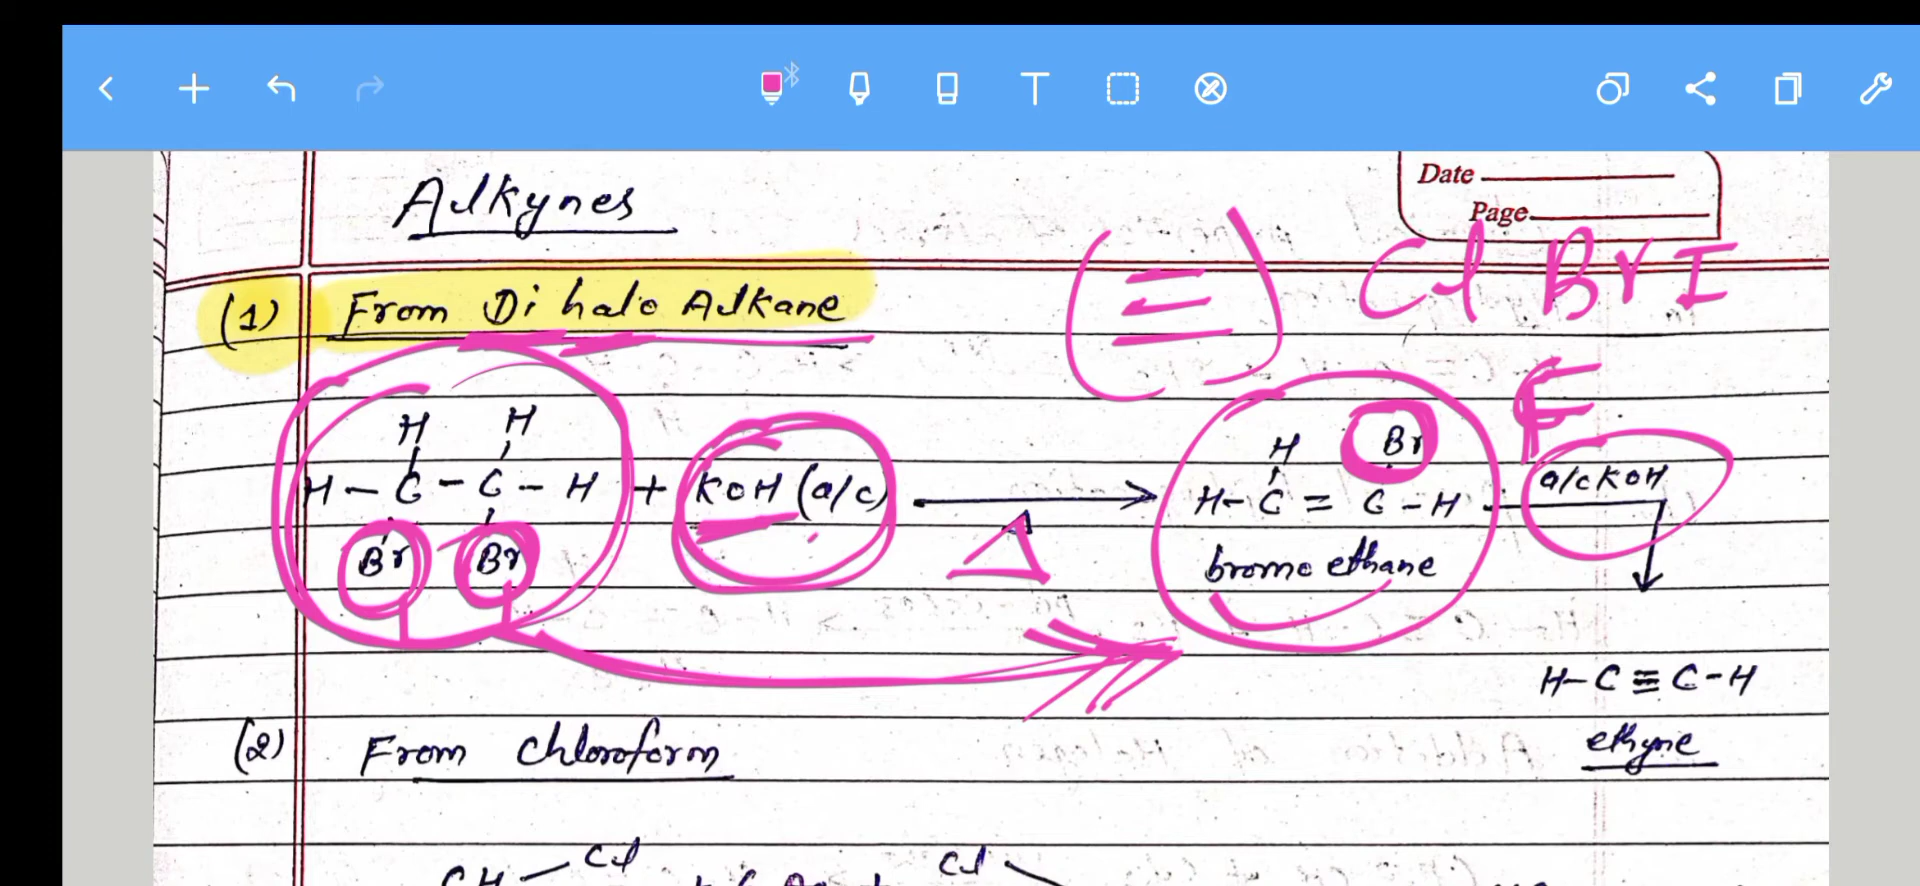 Alkynes
Date
Page
(1) From Di halo Alkane
(≡) Cl Br I
F
H H H Br
H - C - C - H + KOH (alc) → H - C = C - H alc KOH
Br Br Δ bromo ethane
H - C ≡ C - H
(2) From Chloroform
ethyne
Cl Cl
CH